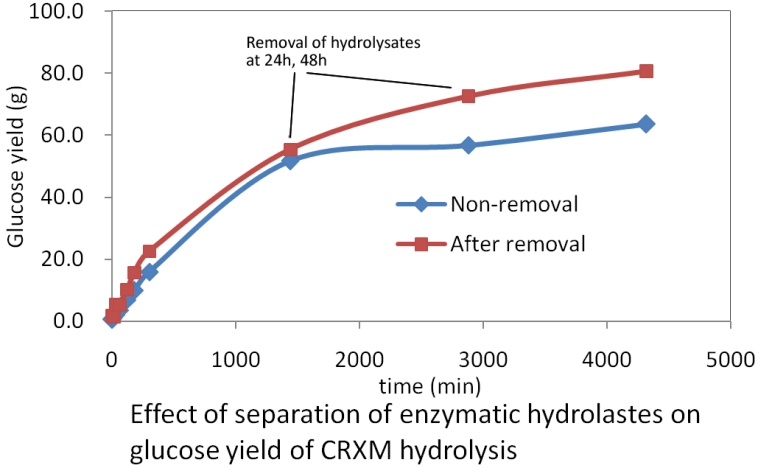 100.0
80.0
60.0
40.0
20.0
0.0
Glucose yield (g)
Removal of hydrolysates
at 24h, 48h
Non-removal
After removal
0 1000 2000 3000 4000 5000
time (min)
Effect of separation of enzymatic hydrolastes on
glucose yield of CRXM hydrolysis